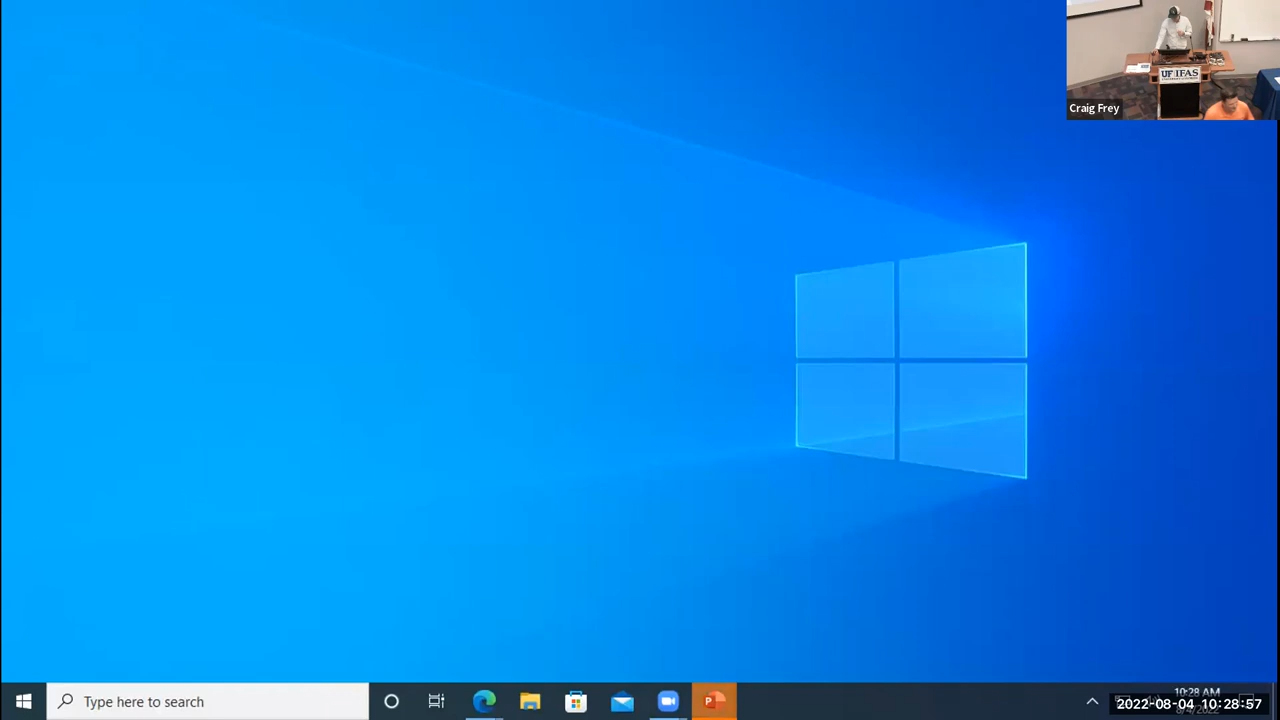 UF IFAS
Craig Frey
Type here to search
10:28 AM
2022-08-04 10:28:57